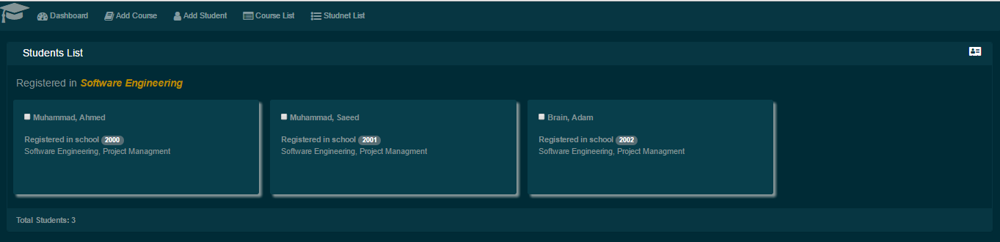 Dashboard Add Course Add Student Course List Studnet List
Students List
Registered in Software Engineering
Muhammad, Ahmed
Registered in school 2000
Software Engineering, Project Managment
Muhammad, Saeed
Registered in school 2001
Software Engineering, Project Managment
Brain, Adam
Registered in school 2002
Software Engineering, Project Managment
Total Students: 3